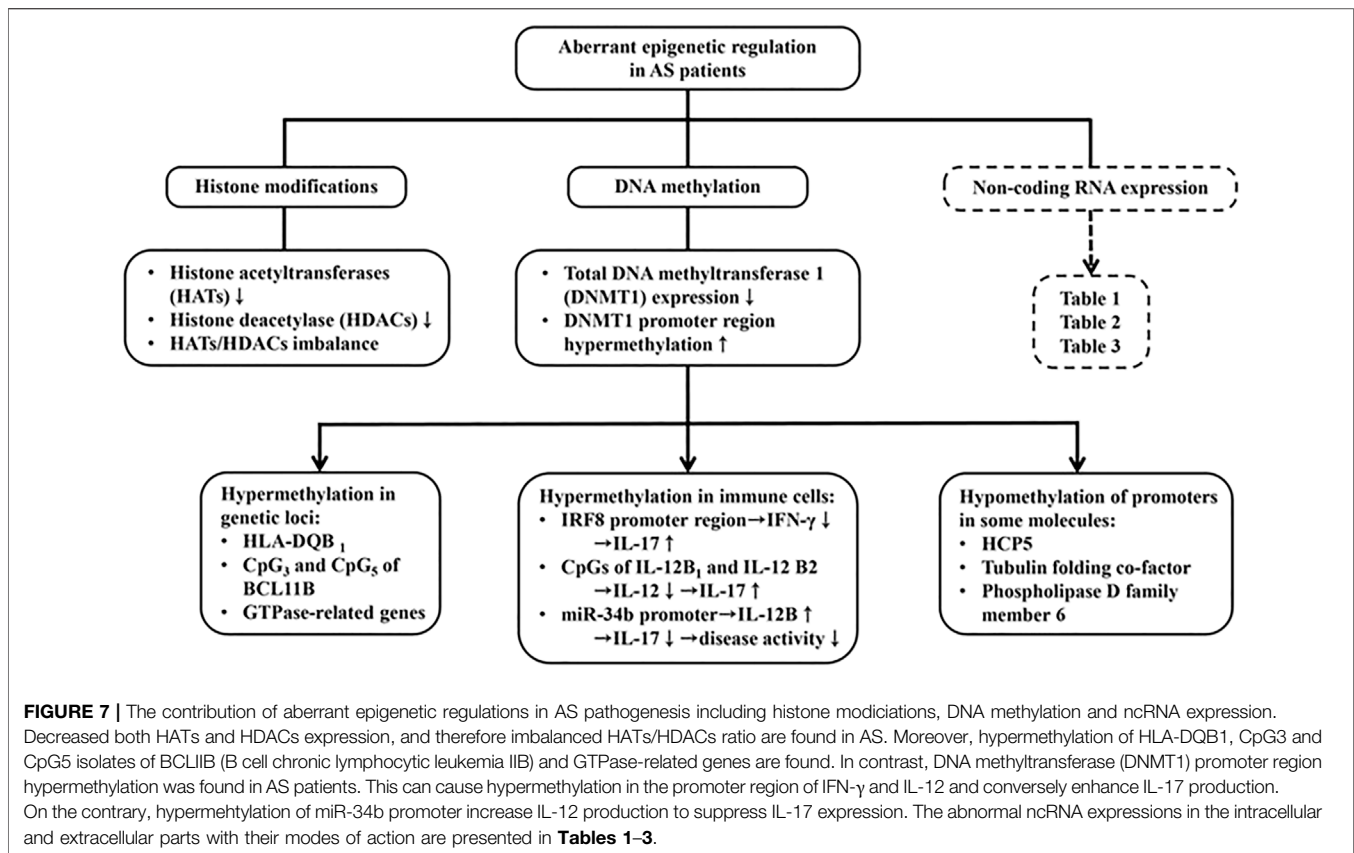 Aberrant epigenetic regulation
in AS patients
Histone modifications
DNA methylation
Non-coding RNA expression
• Histone acetyltransferases
(HATs) ↓
• Histone deacetylase (HDACs) ↓
• HATs/HDACs imbalance
• Total DNA methyltransferase 1
(DNMT1) expression ↓
• DNMT1 promoter region
hypermethylation ↑
Table 1
Table 2
Table 3
Hypermethylation in
genetic loci:
• HLA-DQB 1
• CpG3 and CpG5 of
BCL11B
• GTPase-related genes
Hypermethylation in immune cells:
• IRF8 promoter region→IFN-γ ↓
→IL-17 ↑
• CpGs of IL-12B1 and IL-12 B2
→IL-12 ↓→IL-17 ↑
• miR-34b promoter→IL-12B ↑
→IL-17 ↓→disease activity ↓
Hypomethylation of promoters
in some molecules:
• HCP5
• Tubulin folding co-factor
• Phospholipase D family
member 6
FIGURE 7 | The contribution of aberrant epigenetic regulations in AS pathogenesis including histone modiciations, DNA methylation and ncRNA expression.
Decreased both HATs and HDACs expression, and therefore imbalanced HATs/HDACs ratio are found in AS. Moreover, hypermethylation of HLA-DQB1, CpG3 and
CpG5 isolates of BCLIIB (B cell chronic lymphocytic leukemia IIB) and GTPase-related genes are found. In contrast, DNA methyltransferase (DNMT1) promoter region
hypermethylation was found in AS patients. This can cause hypermethylation in the promoter region of IFN-γ and IL-12 and conversely enhance IL-17 production.
On the contrary, hypermehtylation of miR-34b promoter increase IL-12 production to suppress IL-17 expression. The abnormal ncRNA expressions in the intracellular
and extracellular parts with their modes of action are presented in Tables 1–3.